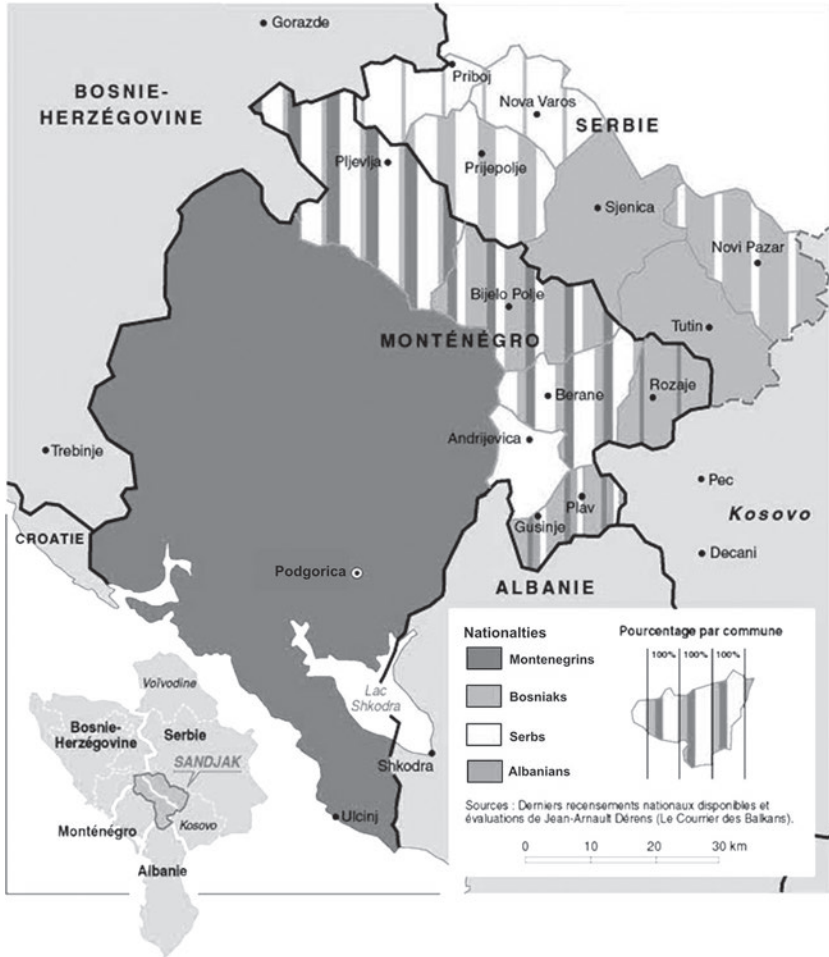 Gorazde
BOSNIE-
HERZÉGOVINE
Priboj
Nova Varos
SERBIE
Pljevlja
Prijepolje
Sjenica
Novi Pazar
Bijelo Polje
Tutin
MONTÉNÉGRO
Berane
Rozaje
Andrijevica
Trebinje
Pec
Plav
Gusinje
Kosovo
CROATIE
Decani
Podgorica
ALBANIE
Lac
Shkodra
Shkodra
Ulcinj
Nationalties
Montenegrins
Bosniaks
Serbs
Albanians
Pourcentage par commune
100% 100% 100%
Sources : Derniers recensements nationaux disponibles et
évaluations de Jean-Arnault Dérens (Le Courrier des Balkans).
0 10 20 30 km
Voïvodine
Bosnie-
Herzégovine
Serbie
SANDJAK
Monténégro
Kosovo
Albanie